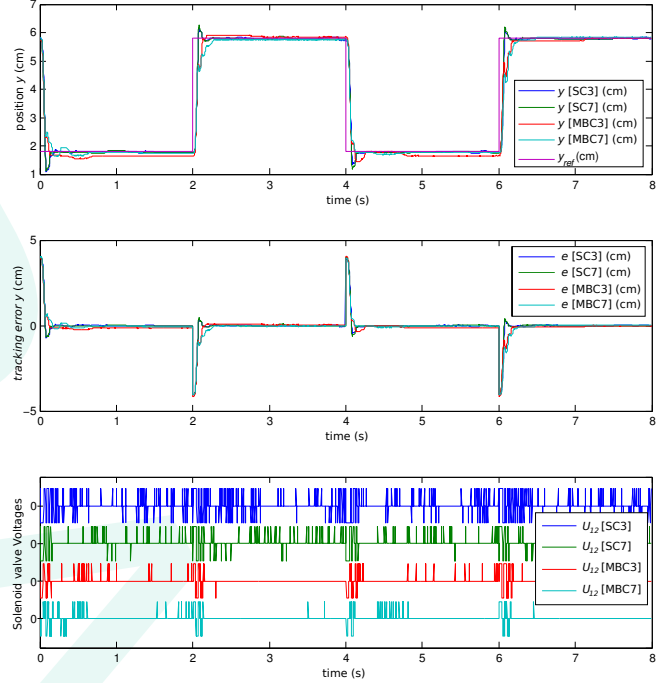 7
6
5
4
3
2
1
position y (cm)
y [SC3] (cm)
y [SC7] (cm)
y [MBC3] (cm)
y [MBC7] (cm)
y_ref (cm)
0 1 2 3 4 5 6 7 8
time (s)
5
0
−5
tracking error y (cm)
e [SC3] (cm)
e [SC7] (cm)
e [MBC3] (cm)
e [MBC7] (cm)
0 1 2 3 4 5 6 7 8
time (s)
0
0
0
0
Solenoid valve Voltages
U_12 [SC3]
U_12 [SC7]
U_12 [MBC3]
U_12 [MBC7]
0 1 2 3 4 5 6 7 8
time (s)